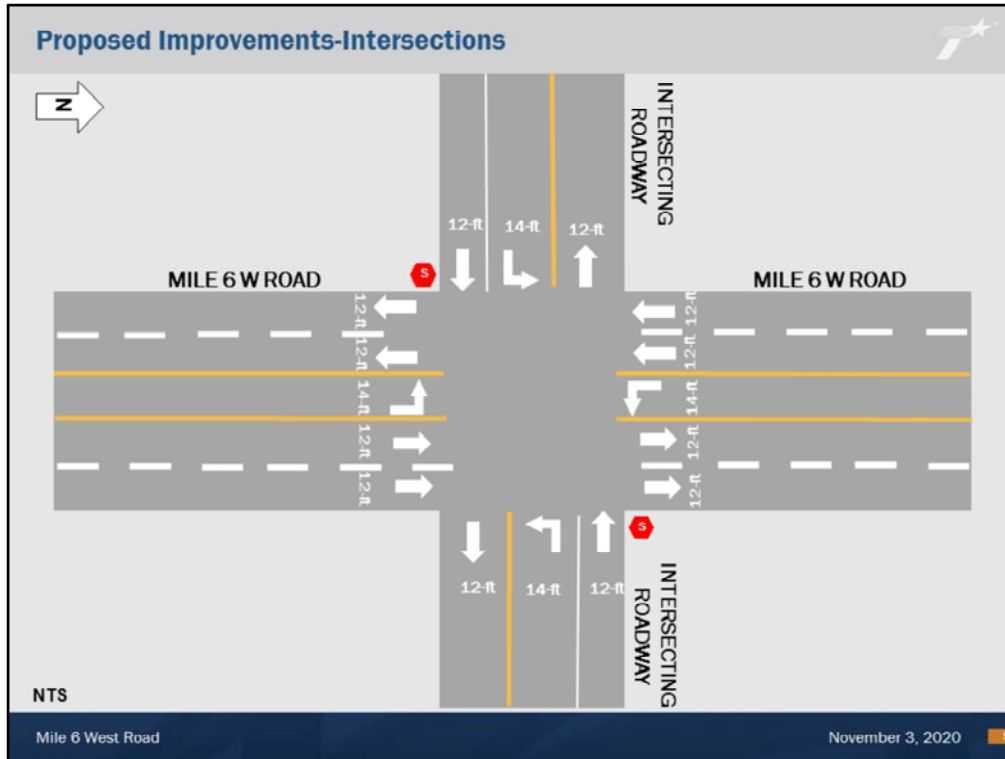 Proposed Improvements-Intersections
N
INTERSECTING
ROADWAY
12-ft
14-ft
12-ft
S
MILE 6 W ROAD
MILE 6 W ROAD
12-ft
12-ft
14-ft
12-ft
12-ft
12-ft
12-ft
14-ft
12-ft
12-ft
S
12-ft
14-ft
12-ft
INTERSECTING
ROADWAY
NTS
Mile 6 West Road
November 3, 2020